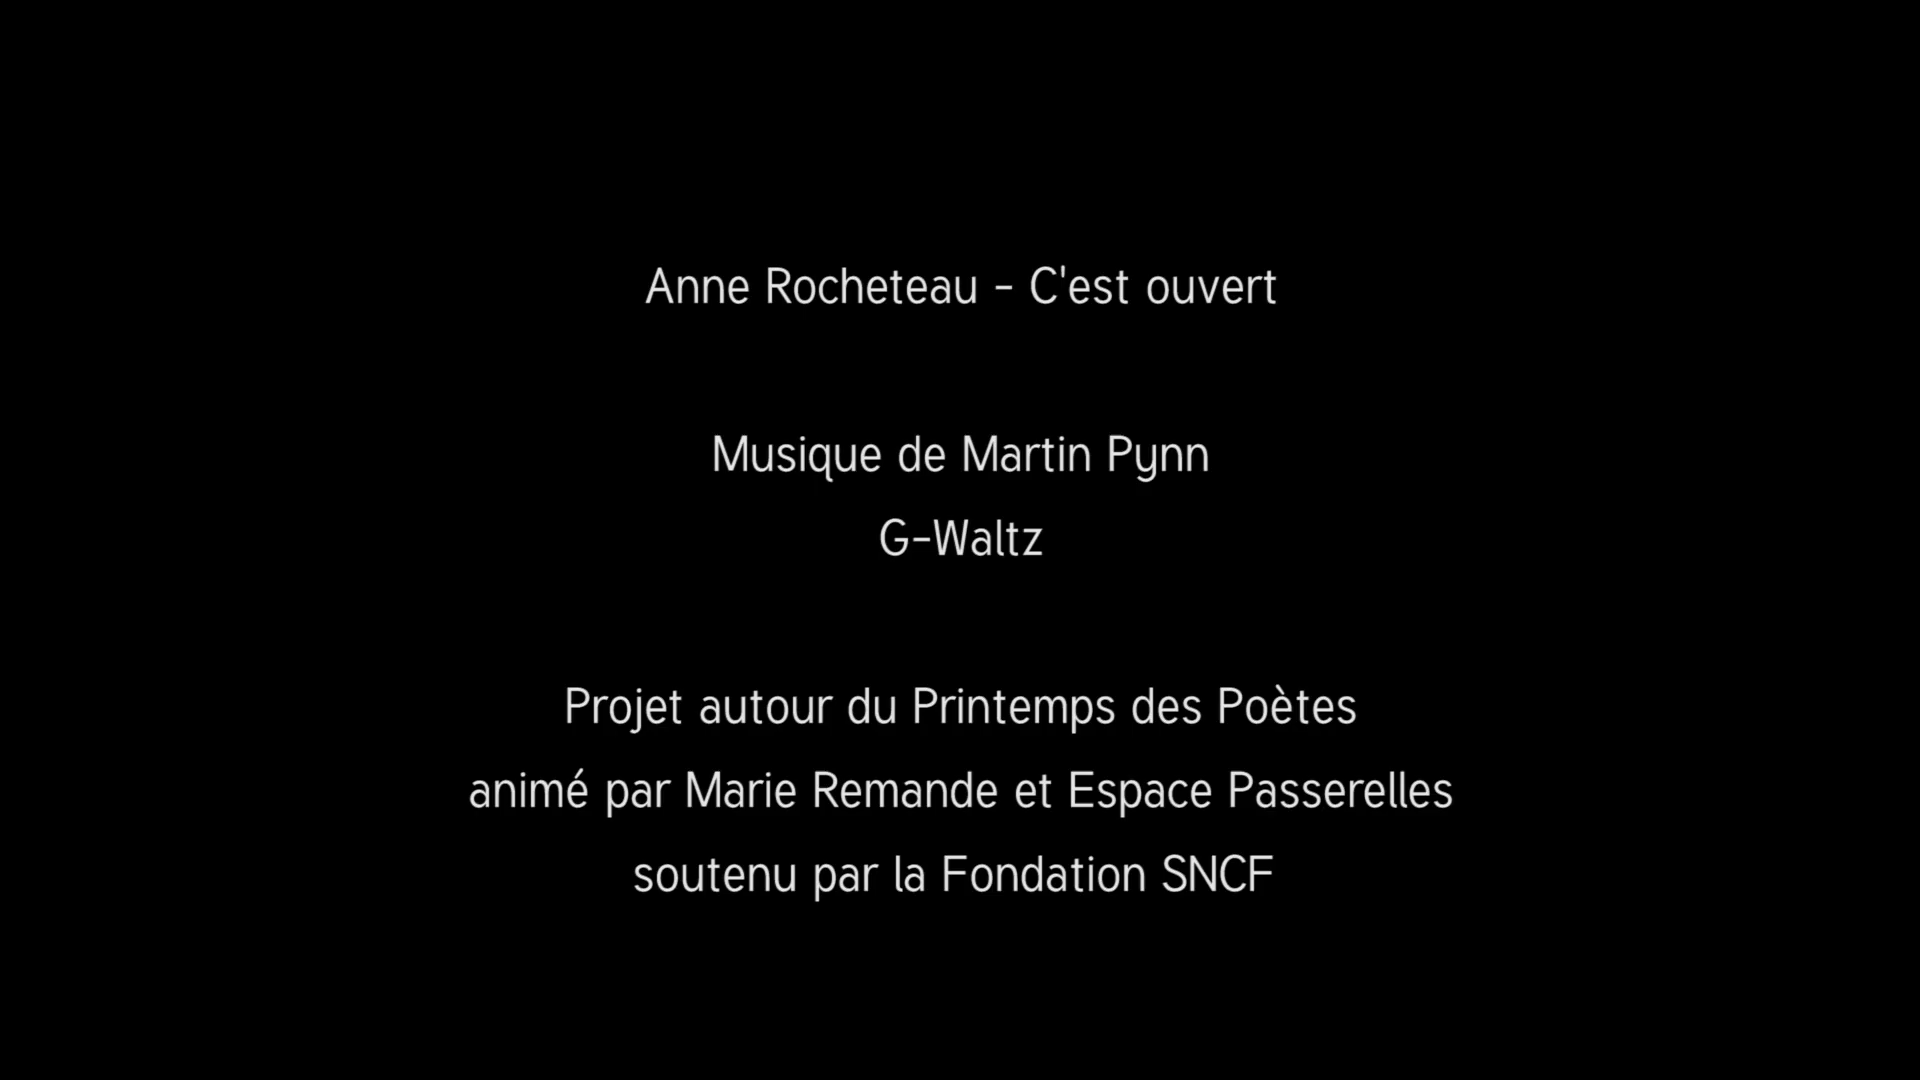 Anne Rocheteau - C'est ouvert
Musique de Martin Pynn
G-Waltz
Projet autour du Printemps des Poètes
animé par Marie Remande et Espace Passerelles
soutenu par la Fondation SNCF